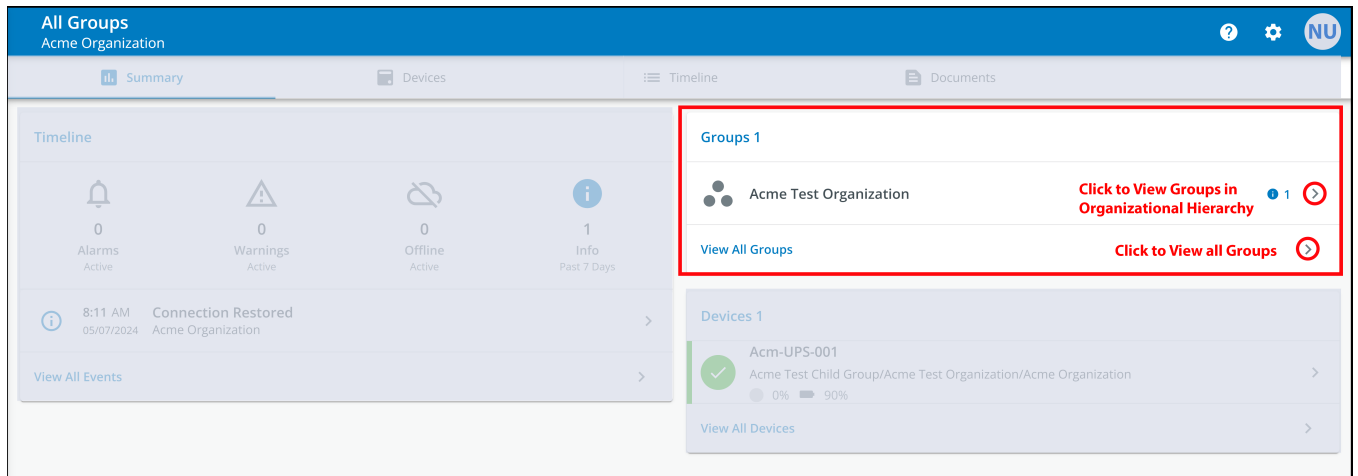 All Groups
Acme Organization
NU
Summary
Devices
Timeline
Documents
Timeline
0
Alarms
Active
0
Warnings
Active
0
Offline
Active
1
Info
Past 7 Days
8:11 AM Connection Restored
05/07/2024 Acme Organization
View All Events
Groups 1
Acme Test Organization
Click to View Groups in
Organizational Hierarchy
1
View All Groups
Click to View all Groups
Devices 1
Acm-UPS-001
Acme Test Child Group/Acme Test Organization/Acme Organization
0% 90%
View All Devices